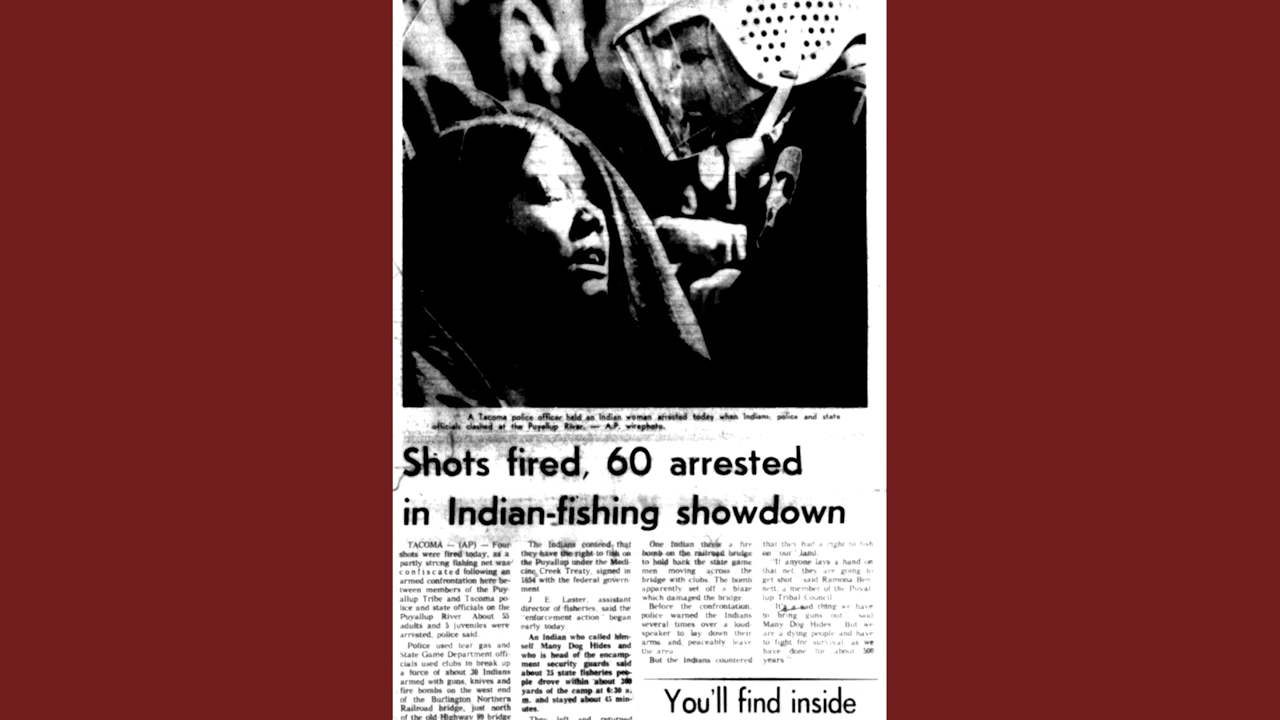 A Tacoma police officer held an Indian woman arrested today when Indians, police and state
officials clashed at the Puyallup River. — A.P. wirephoto.
Shots fired, 60 arrested
in Indian-fishing showdown
TACOMA — (AP) — Four
shots were fired today, as a
partly strung fishing net was
confiscated following an
armed confrontation here be-
tween members of the Puy-
allup Tribe and Tacoma po-
lice and state officials on the
Puyallup River. About 55
adults and 5 juveniles were
arrested, police said.
Police used tear gas and
State Game Department offi-
cials used clubs to break up
a force of about 30 Indians
armed with guns, knives and
fire bombs on the west end
of the Burlington Northern
Railroad bridge, just north
of the old Highway 99 bridge
The Indians contend that
they have the right to fish on
the Puyallup under the Medi-
cine Creek Treaty, signed in
1854 with the federal govern-
ment.
J. E. Laster, assistant
director of fisheries, said the
"enforcement action" began
early today.
An Indian who called him-
self Many Dog Hides and
who is head of the encamp-
ment security guards said
about 25 state fisheries peo-
ple drove within about 300
yards of the camp at 6:30 a.
m. and stayed about 45 min-
utes.
They left and returned
One Indian threw a fire
bomb on the railroad bridge
to hold back the state game
men moving across the
bridge with clubs. The bomb
apparently set off a blaze
which damaged the bridge.
Before the confrontation,
police warned the Indians
several times over a loud-
speaker to lay down their
arms and, peaceably leave
the area.
But the Indians countered
that they had a right to fish
on "our" land.
"If anyone lays a hand on
that net they are going to
get shot," said Ramona Ben-
nett, a member of the Puyal-
lup Tribal Council.
It's a sad thing we have
to bring guns out," said
Many Dog Hides. "But we
are a dying people and have
to fight for survival, as we
have done for about 500
years."
You'll find inside